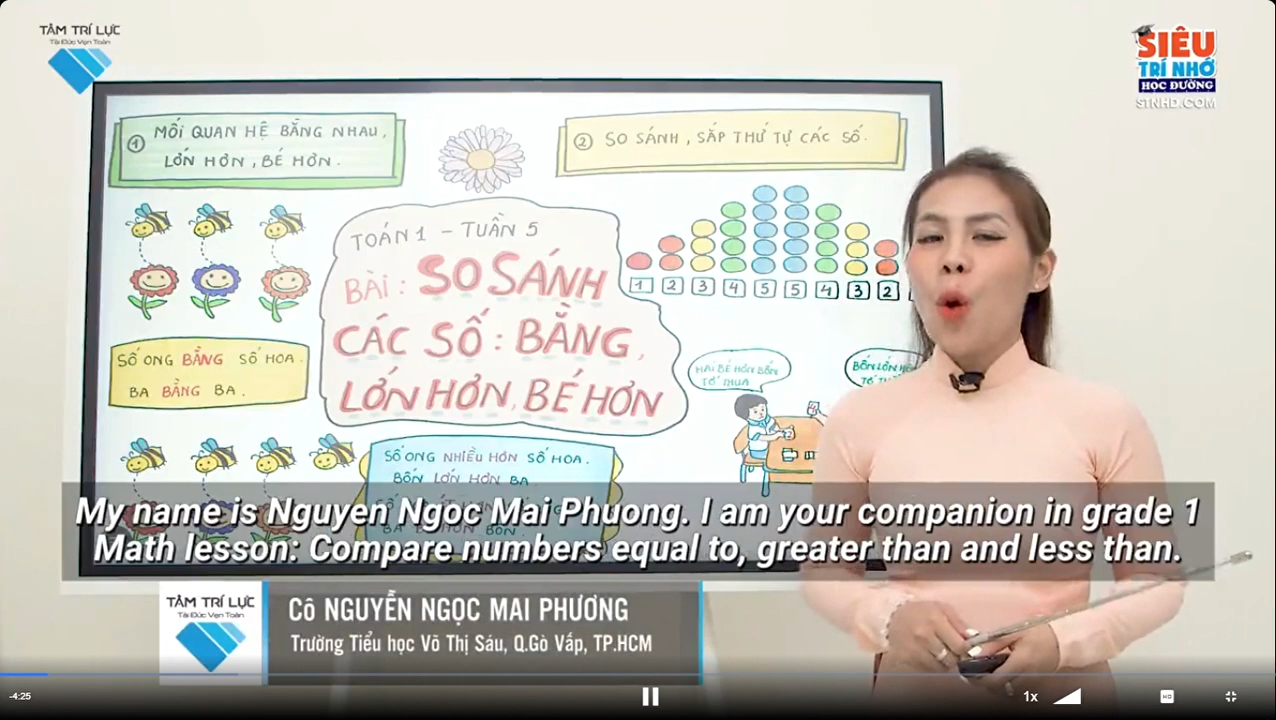 TÂM TRÍ LỰC
Tài Đức Vẹn Toàn
SIÊU
TRÍ NHỚ
HỌC ĐƯỜNG
STNHD.COM
1 MỐI QUAN HỆ BẰNG NHAU,
LỚN HƠN, BÉ HƠN.
2 SO SÁNH, SẮP THỨ TỰ CÁC SỐ.
TOÁN 1 - TUẦN 5
BÀI: SO SÁNH
CÁC SỐ: BẰNG,
LỚN HƠN, BÉ HƠN
1 2 3 4 5 5 4 3 2
SỐ ONG BẰNG SỐ HOA.
BA BẰNG BA.
HAI BÉ HƠN BỐN
TỚ THUA
BỐN LỚN
TỚ
SỐ ONG NHIỀU HƠN SỐ HOA.
BỐN LỚN HƠN BA.
My name is Nguyen Ngoc Mai Phuong. I am your companion in grade 1
Math lesson: Compare numbers equal to, greater than and less than.
TÂM TRÍ LỰC
Tài Đức Vẹn Toàn
Cô NGUYỄN NGỌC MAI PHƯƠNG
Trường Tiểu học Võ Thị Sáu, Q.Gò Vấp, TP.HCM
-4:25
1x
HD